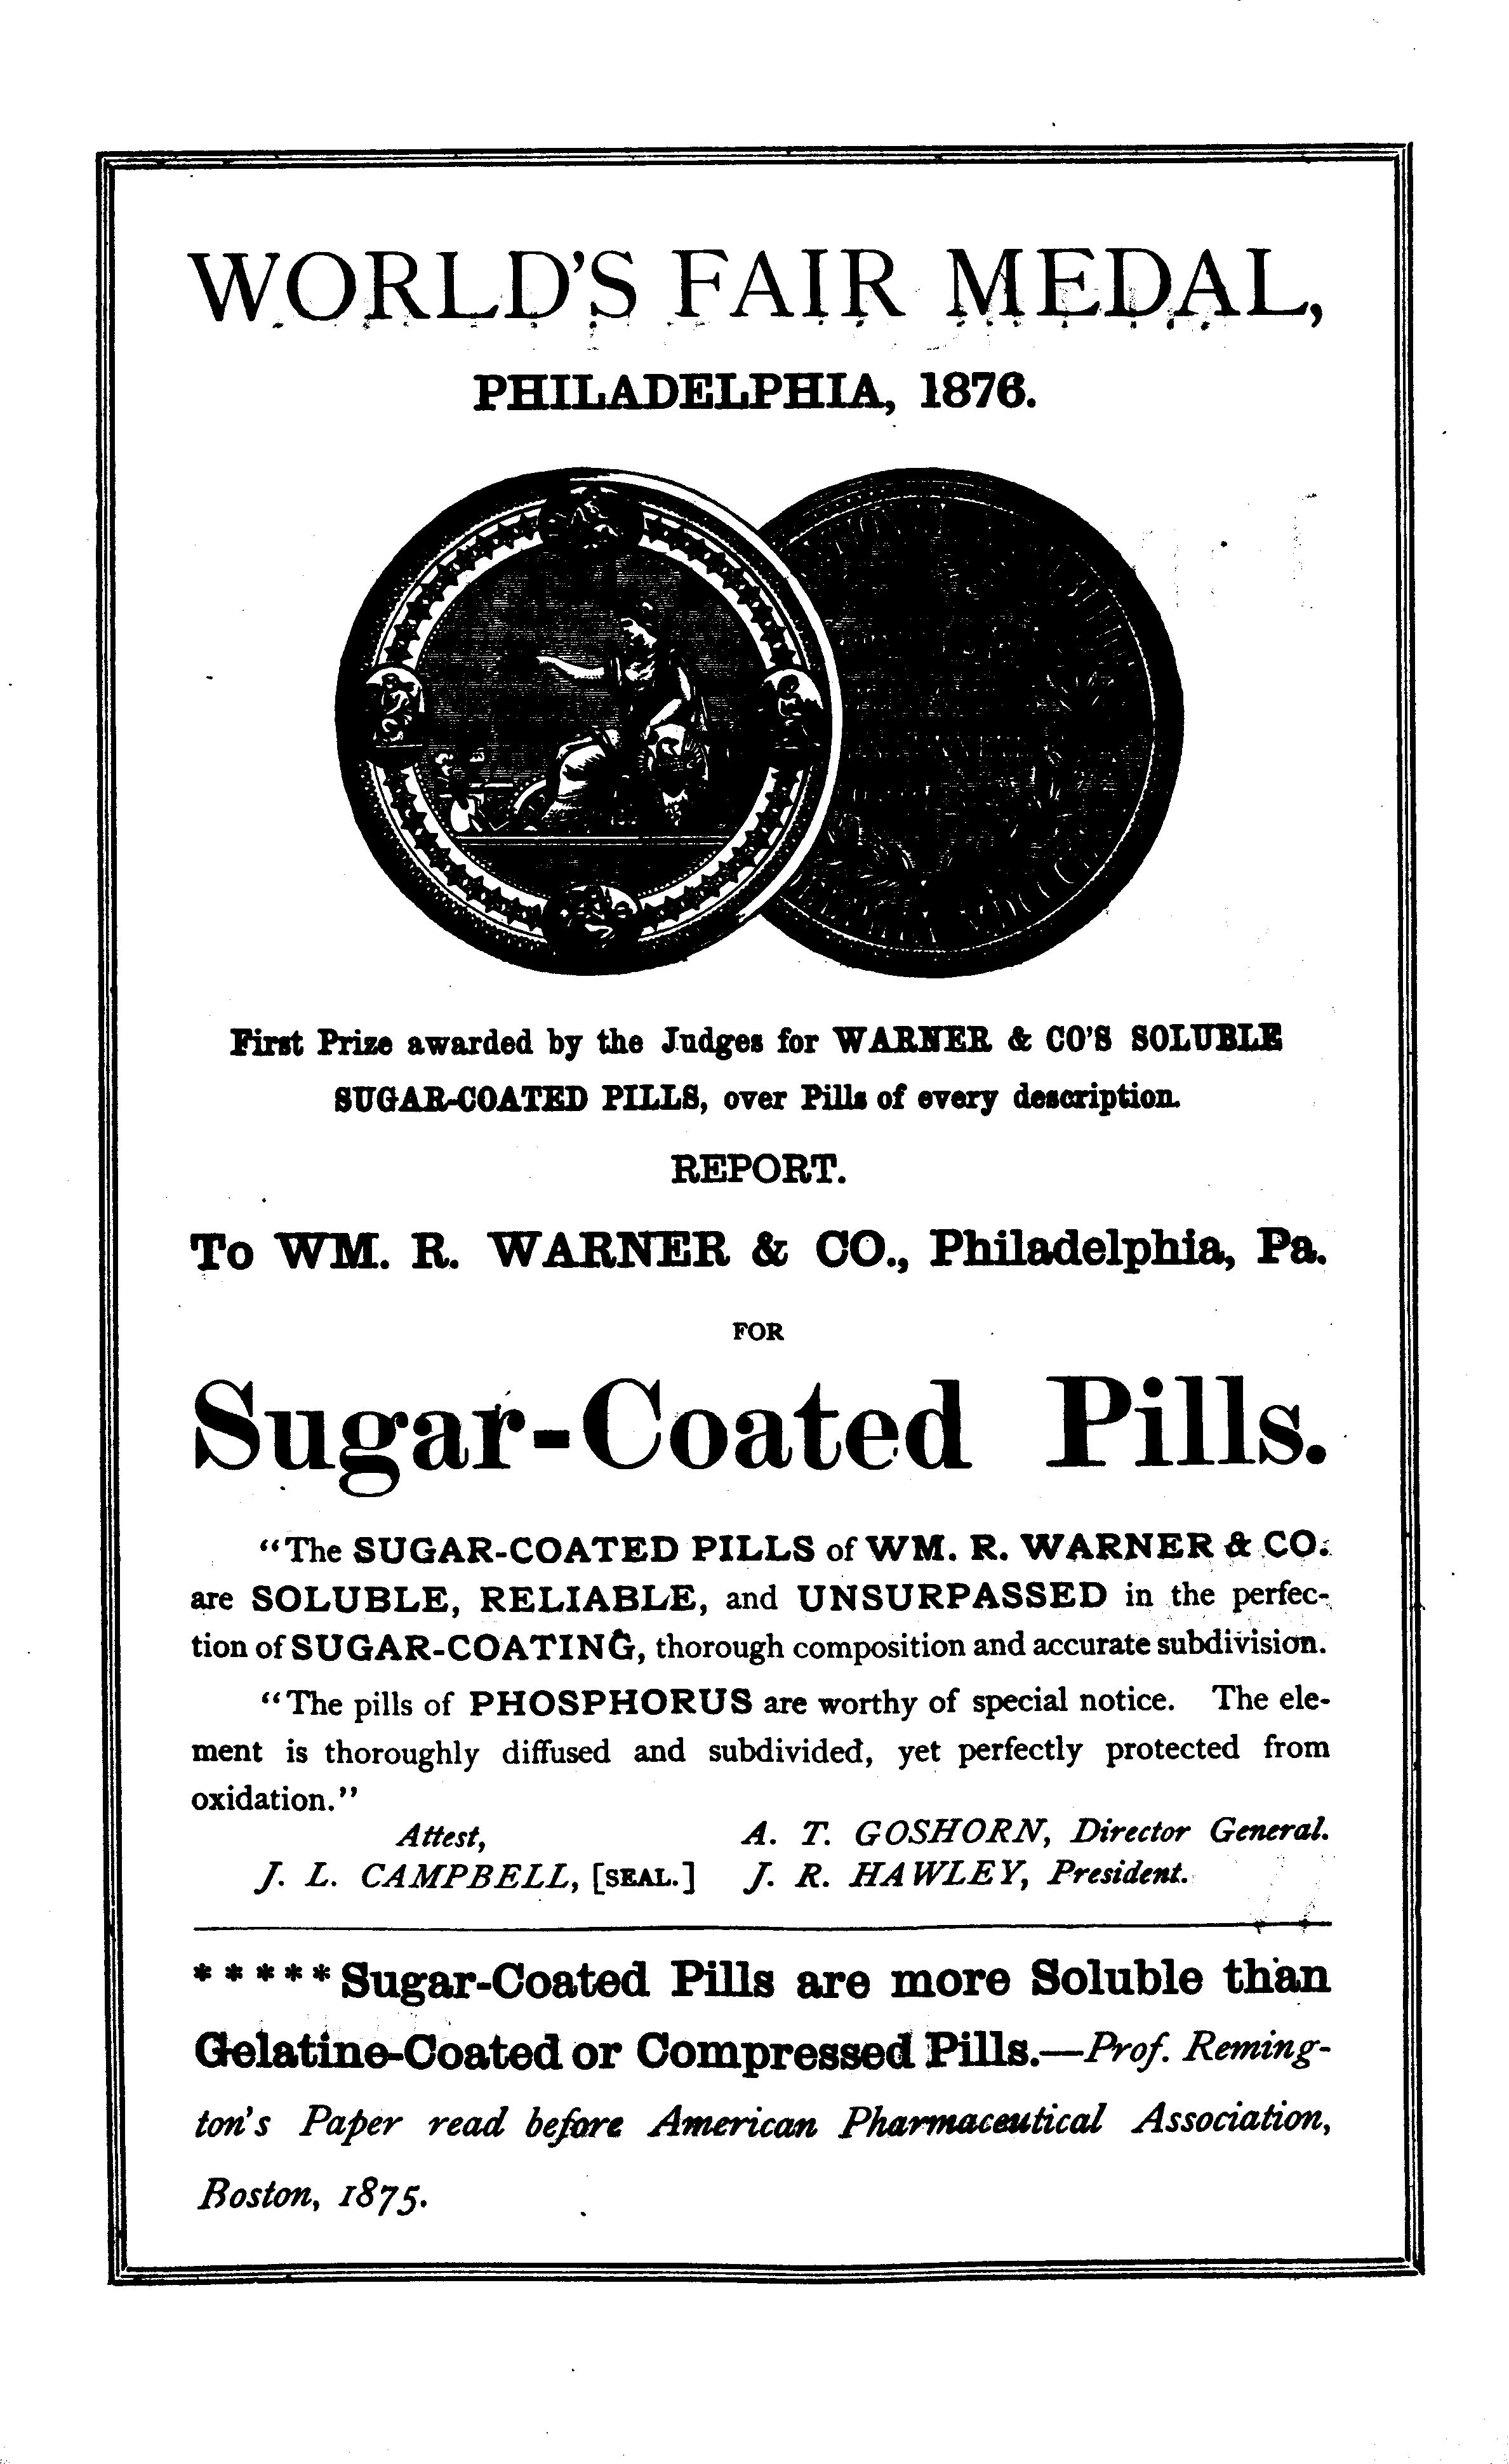 WORLD'S FAIR MEDAL,
PHILADELPHIA, 1876.
First Prize awarded by the Judges for WARNER & CO'S SOLUBLE
SUGAR-COATED PILLS, over Pills of every description.
REPORT.
To WM. R. WARNER & CO., Philadelphia, Pa.
FOR
Sugar-Coated Pills.
"The SUGAR-COATED PILLS of WM. R. WARNER & CO.
are SOLUBLE, RELIABLE, and UNSURPASSED in the perfec-
tion of SUGAR-COATING, thorough composition and accurate subdivision.
"The pills of PHOSPHORUS are worthy of special notice. The ele-
ment is thoroughly diffused and subdivided, yet perfectly protected from
oxidation."
Attest, A. T. GOSHORN, Director General.
J. L. CAMPBELL, [SEAL.] J. R. HAWLEY, President.
* * * * * Sugar-Coated Pills are more Soluble than
Gelatine-Coated or Compressed Pills.—Prof. Reming-
ton's Paper read before American Pharmaceutical Association,
Boston, 1875.